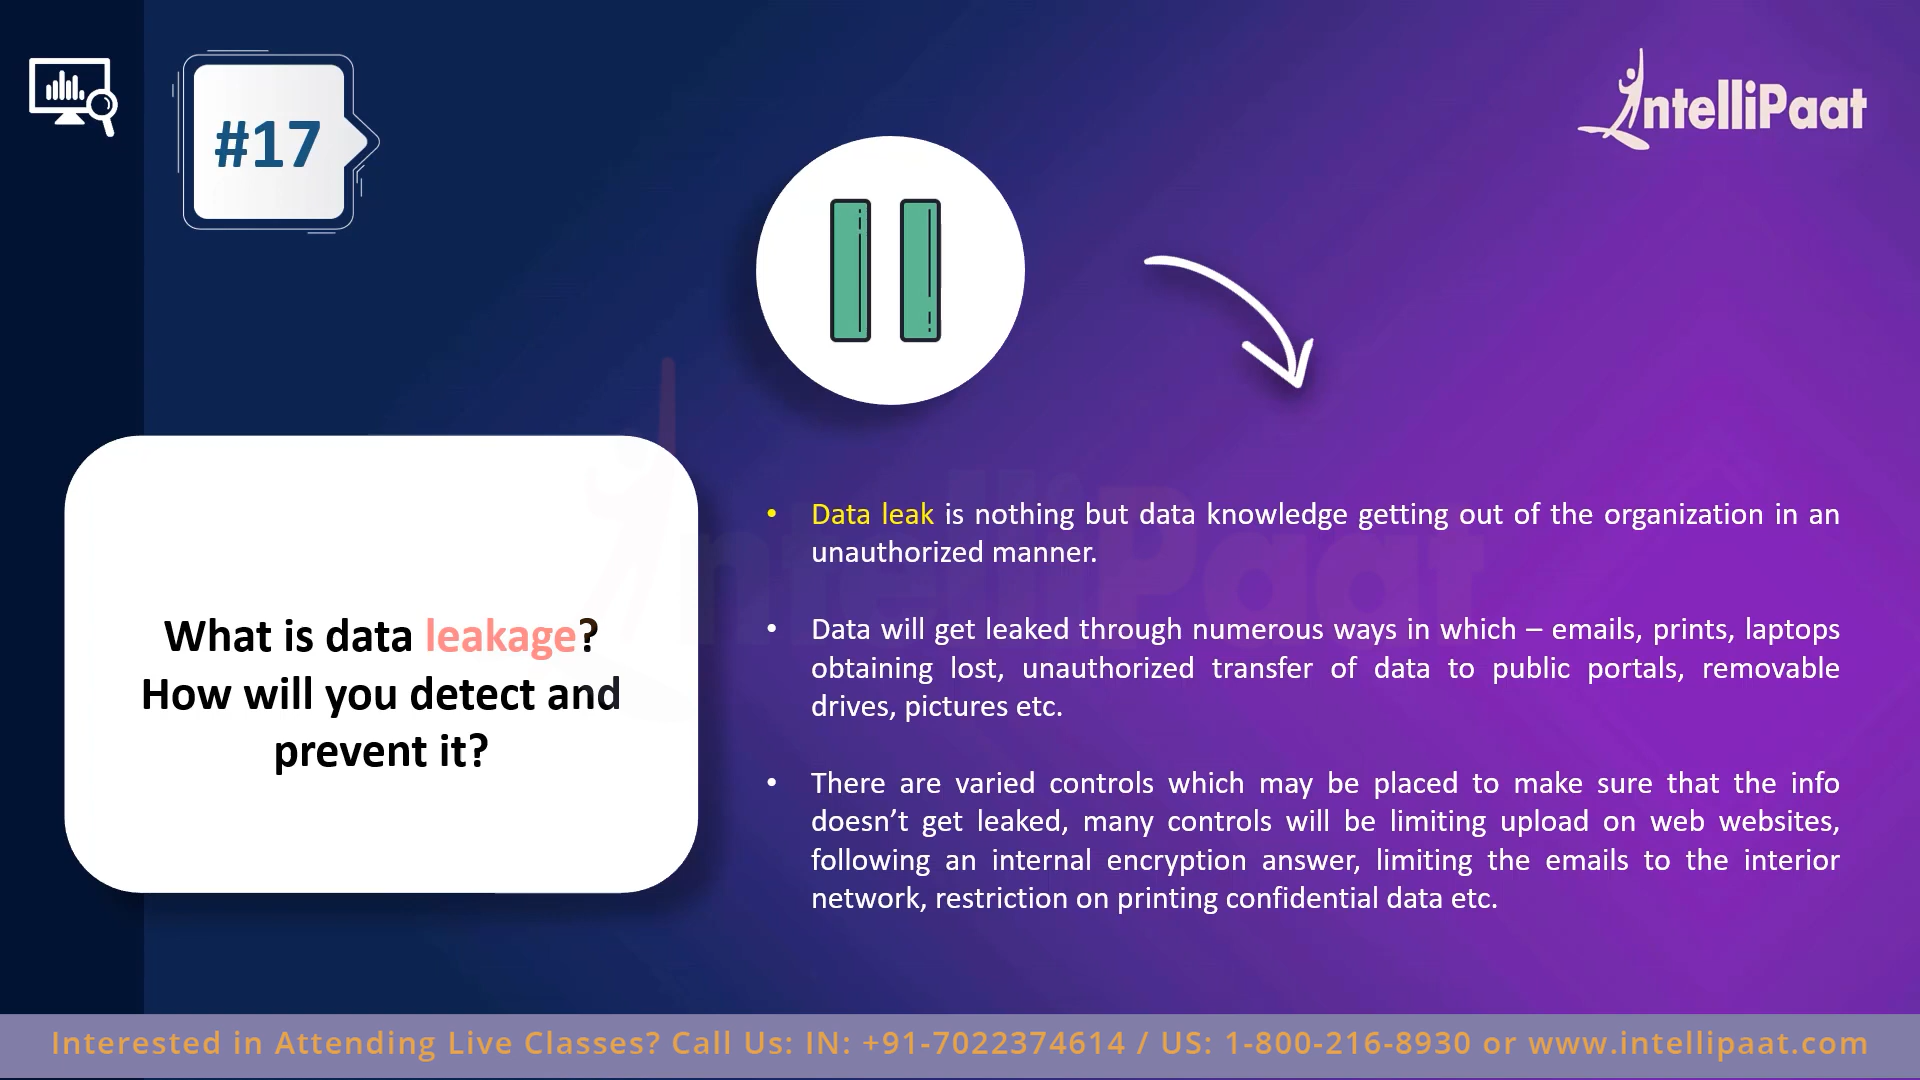 #17
IntelliPaat
What is data leakage?
How will you detect and
prevent it?
• Data leak is nothing but data knowledge getting out of the organization in an
unauthorized manner.
• Data will get leaked through numerous ways in which – emails, prints, laptops
obtaining lost, unauthorized transfer of data to public portals, removable
drives, pictures etc.
• There are varied controls which may be placed to make sure that the info
doesn’t get leaked, many controls will be limiting upload on web websites,
following an internal encryption answer, limiting the emails to the interior
network, restriction on printing confidential data etc.
IntelliPaat
Interested in Attending Live Classes? Call Us: IN: +91-7022374614 / US: 1-800-216-8930 or www.intellipaat.com